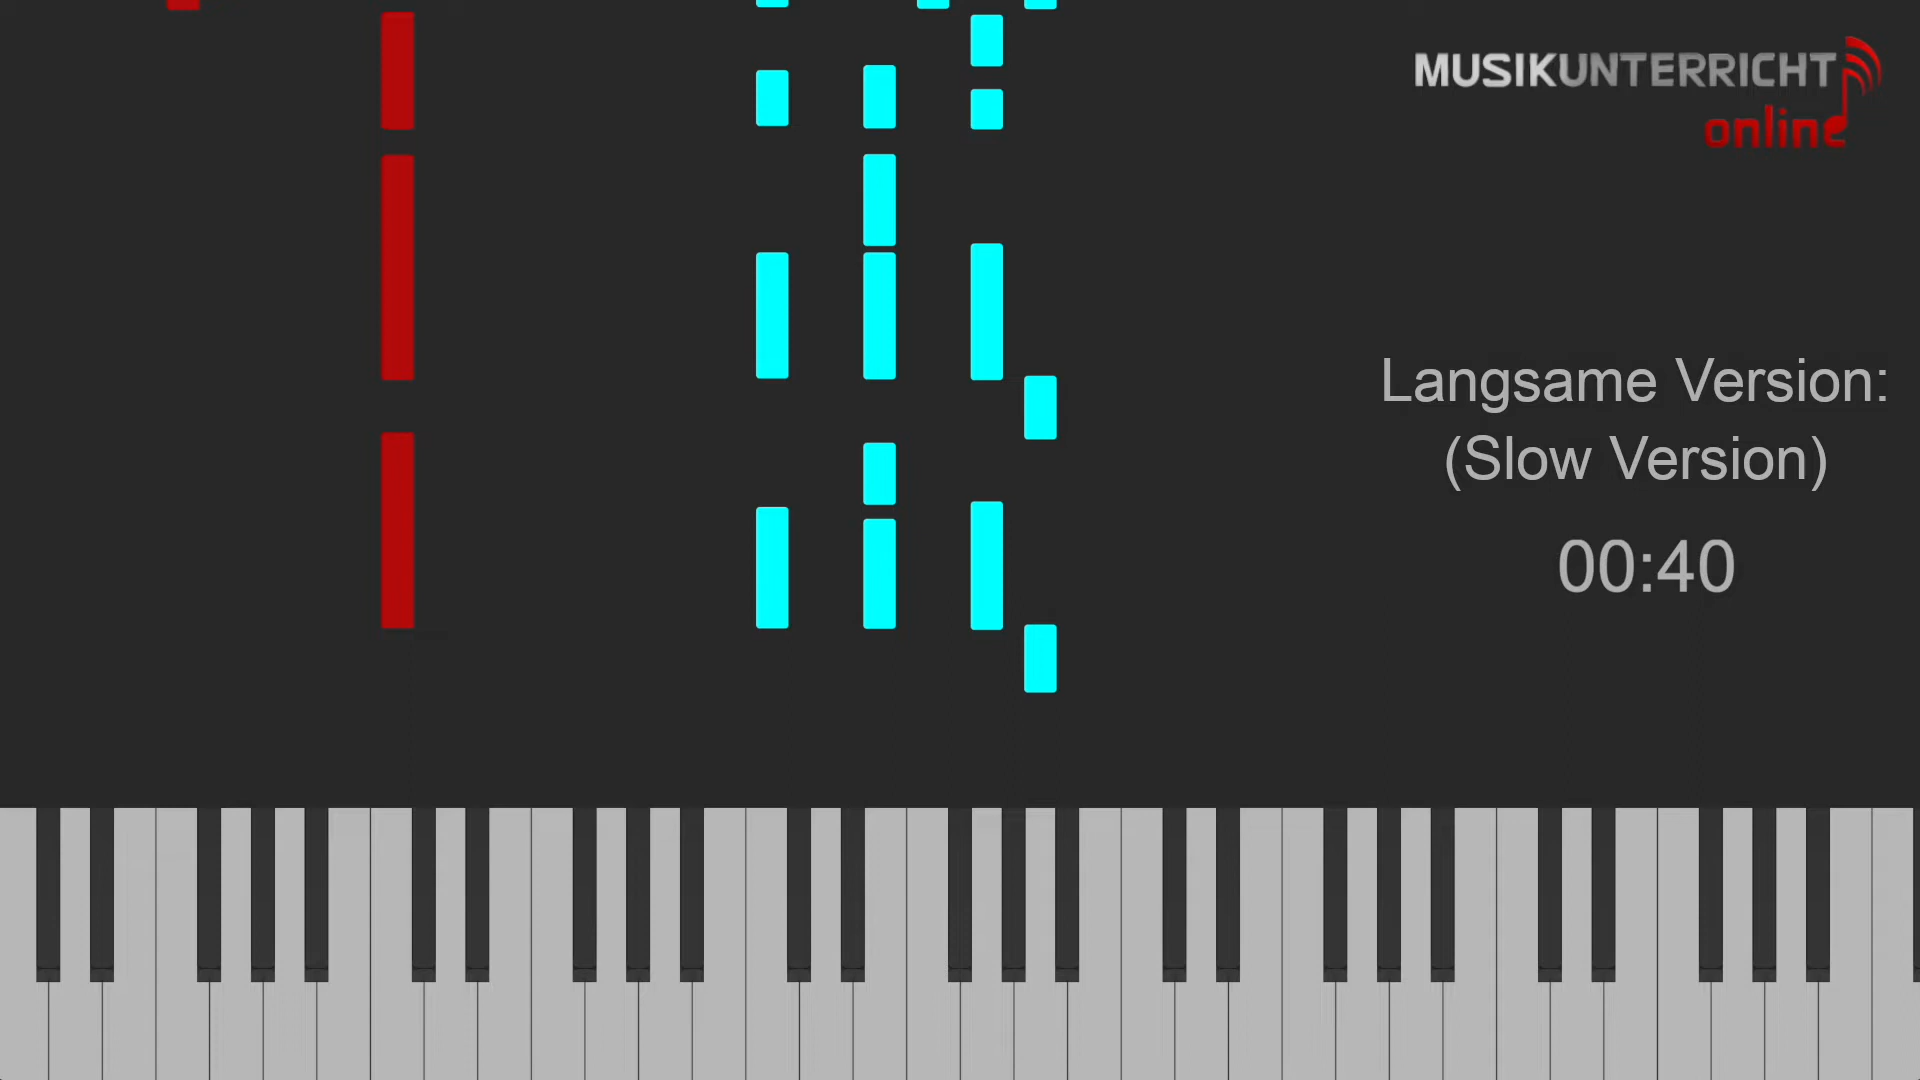 MUSIKUNTERRICHT
online
Langsame Version:
(Slow Version)
00:40